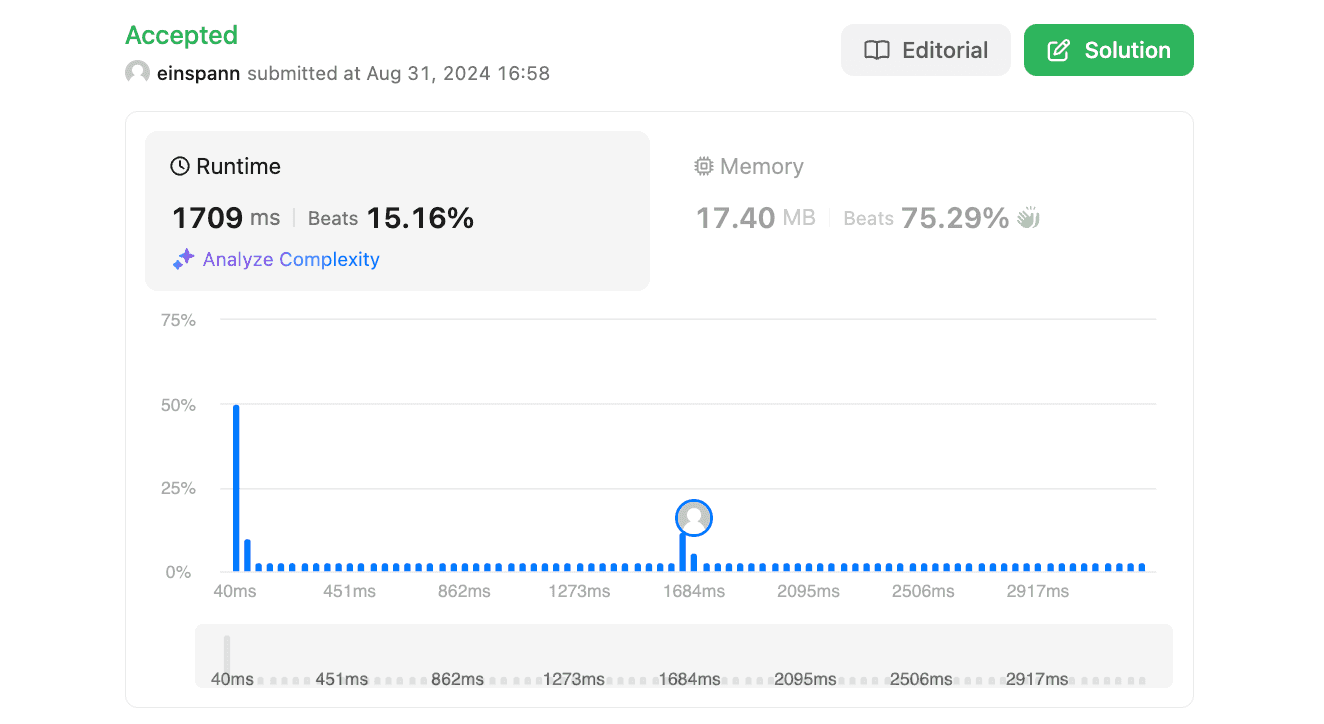 Accepted
einspann submitted at Aug 31, 2024 16:58
Editorial
Solution
Runtime
1709 ms Beats 15.16%
Analyze Complexity
Memory
17.40 MB Beats 75.29%
75%
50%
25%
0%
40ms 451ms 862ms 1273ms 1684ms 2095ms 2506ms 2917ms
40ms 451ms 862ms 1273ms 1684ms 2095ms 2506ms 2917ms